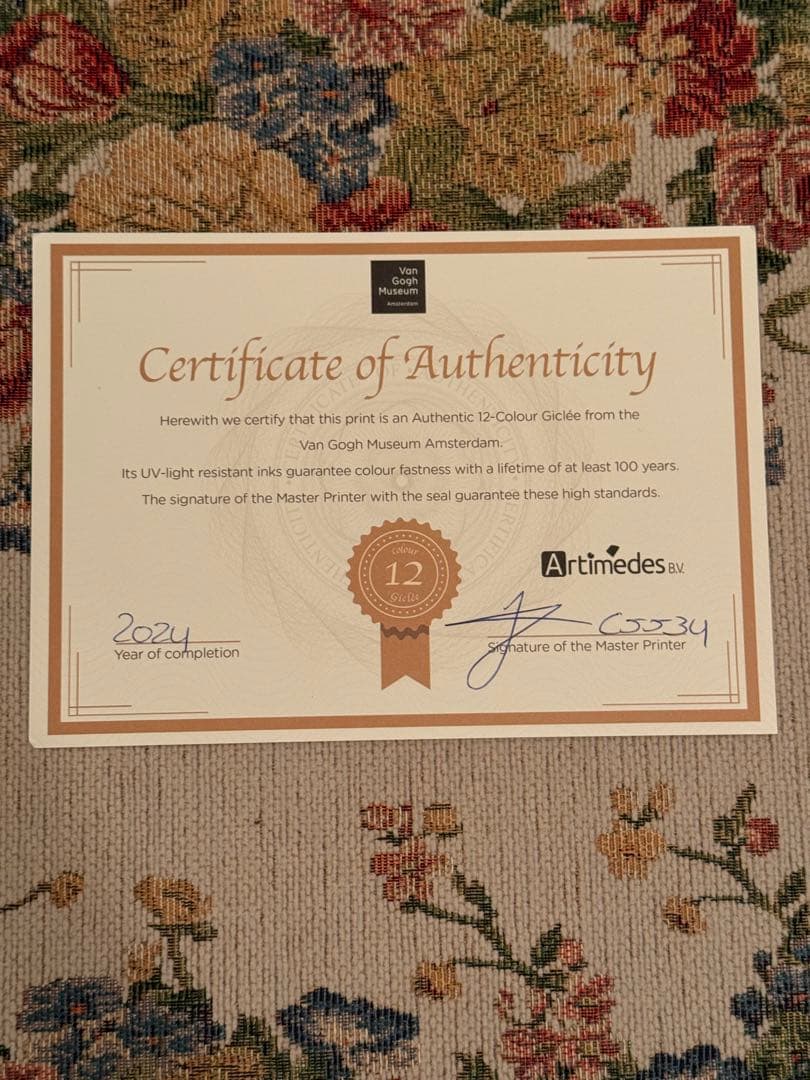 Van
Gogh
Museum
Amsterdam
Certificate of Authenticity
Herewith we certify that this print is an Authentic 12-Colour Giclée from the
Van Gogh Museum Amsterdam.
Its UV-light resistant inks guarantee colour fastness with a lifetime of at least 100 years.
The signature of the Master Printer with the seal guarantee these high standards.
colour
12
Giclée
Artimedes B.V.
2024
Year of completion
C5534
Signature of the Master Printer